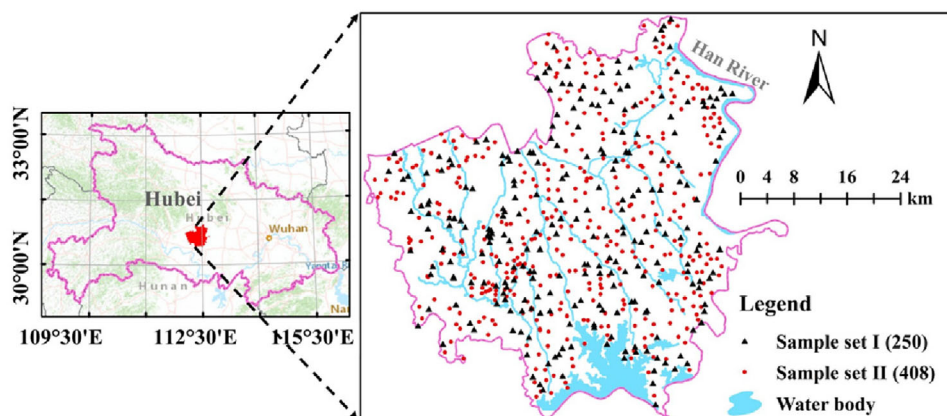 N
Han River
33°00'N
30°00'N
Hubei
Hubei
Wuhan
Hunan
109°30'E
112°30'E
115°30'E
0 4 8 16 24
km
Legend
Sample set I (250)
Sample set II (408)
Water body